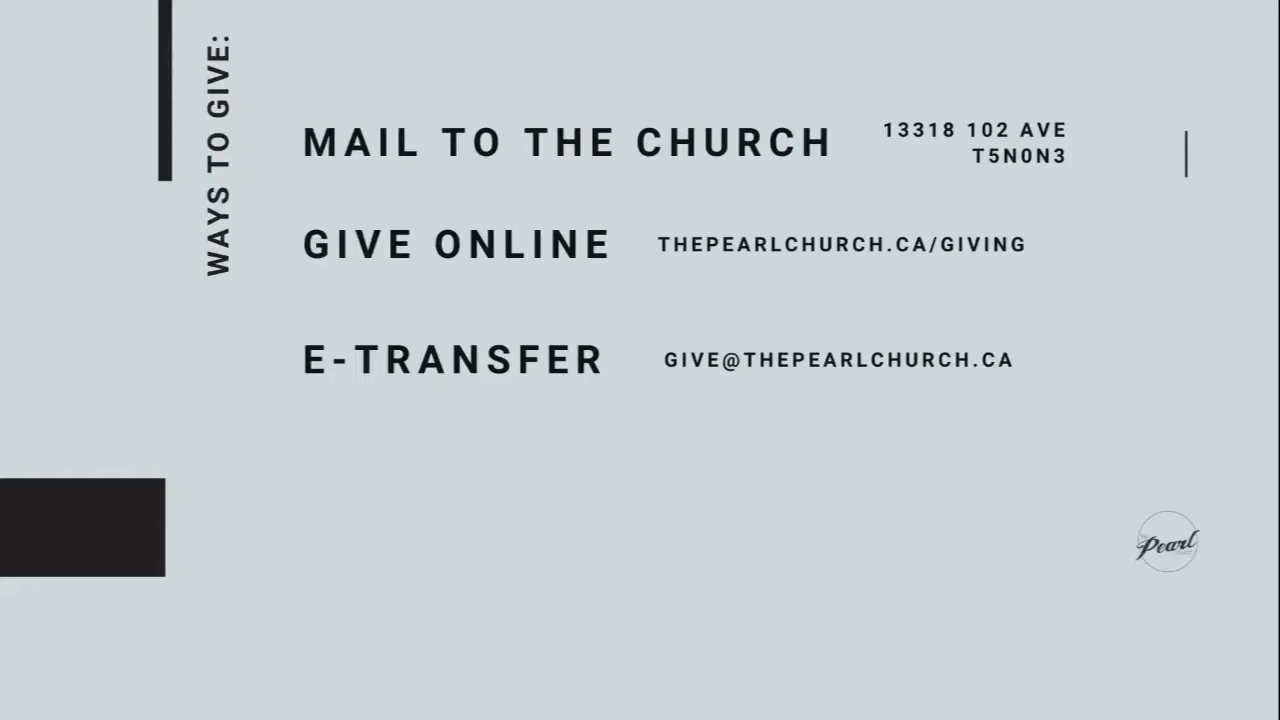 WAYS TO GIVE:
MAIL TO THE CHURCH
13318 102 AVE
T5N0N3
GIVE ONLINE
THEPEARLCHURCH.CA/GIVING
E-TRANSFER
GIVE@THEPEARLCHURCH.CA
Pearl